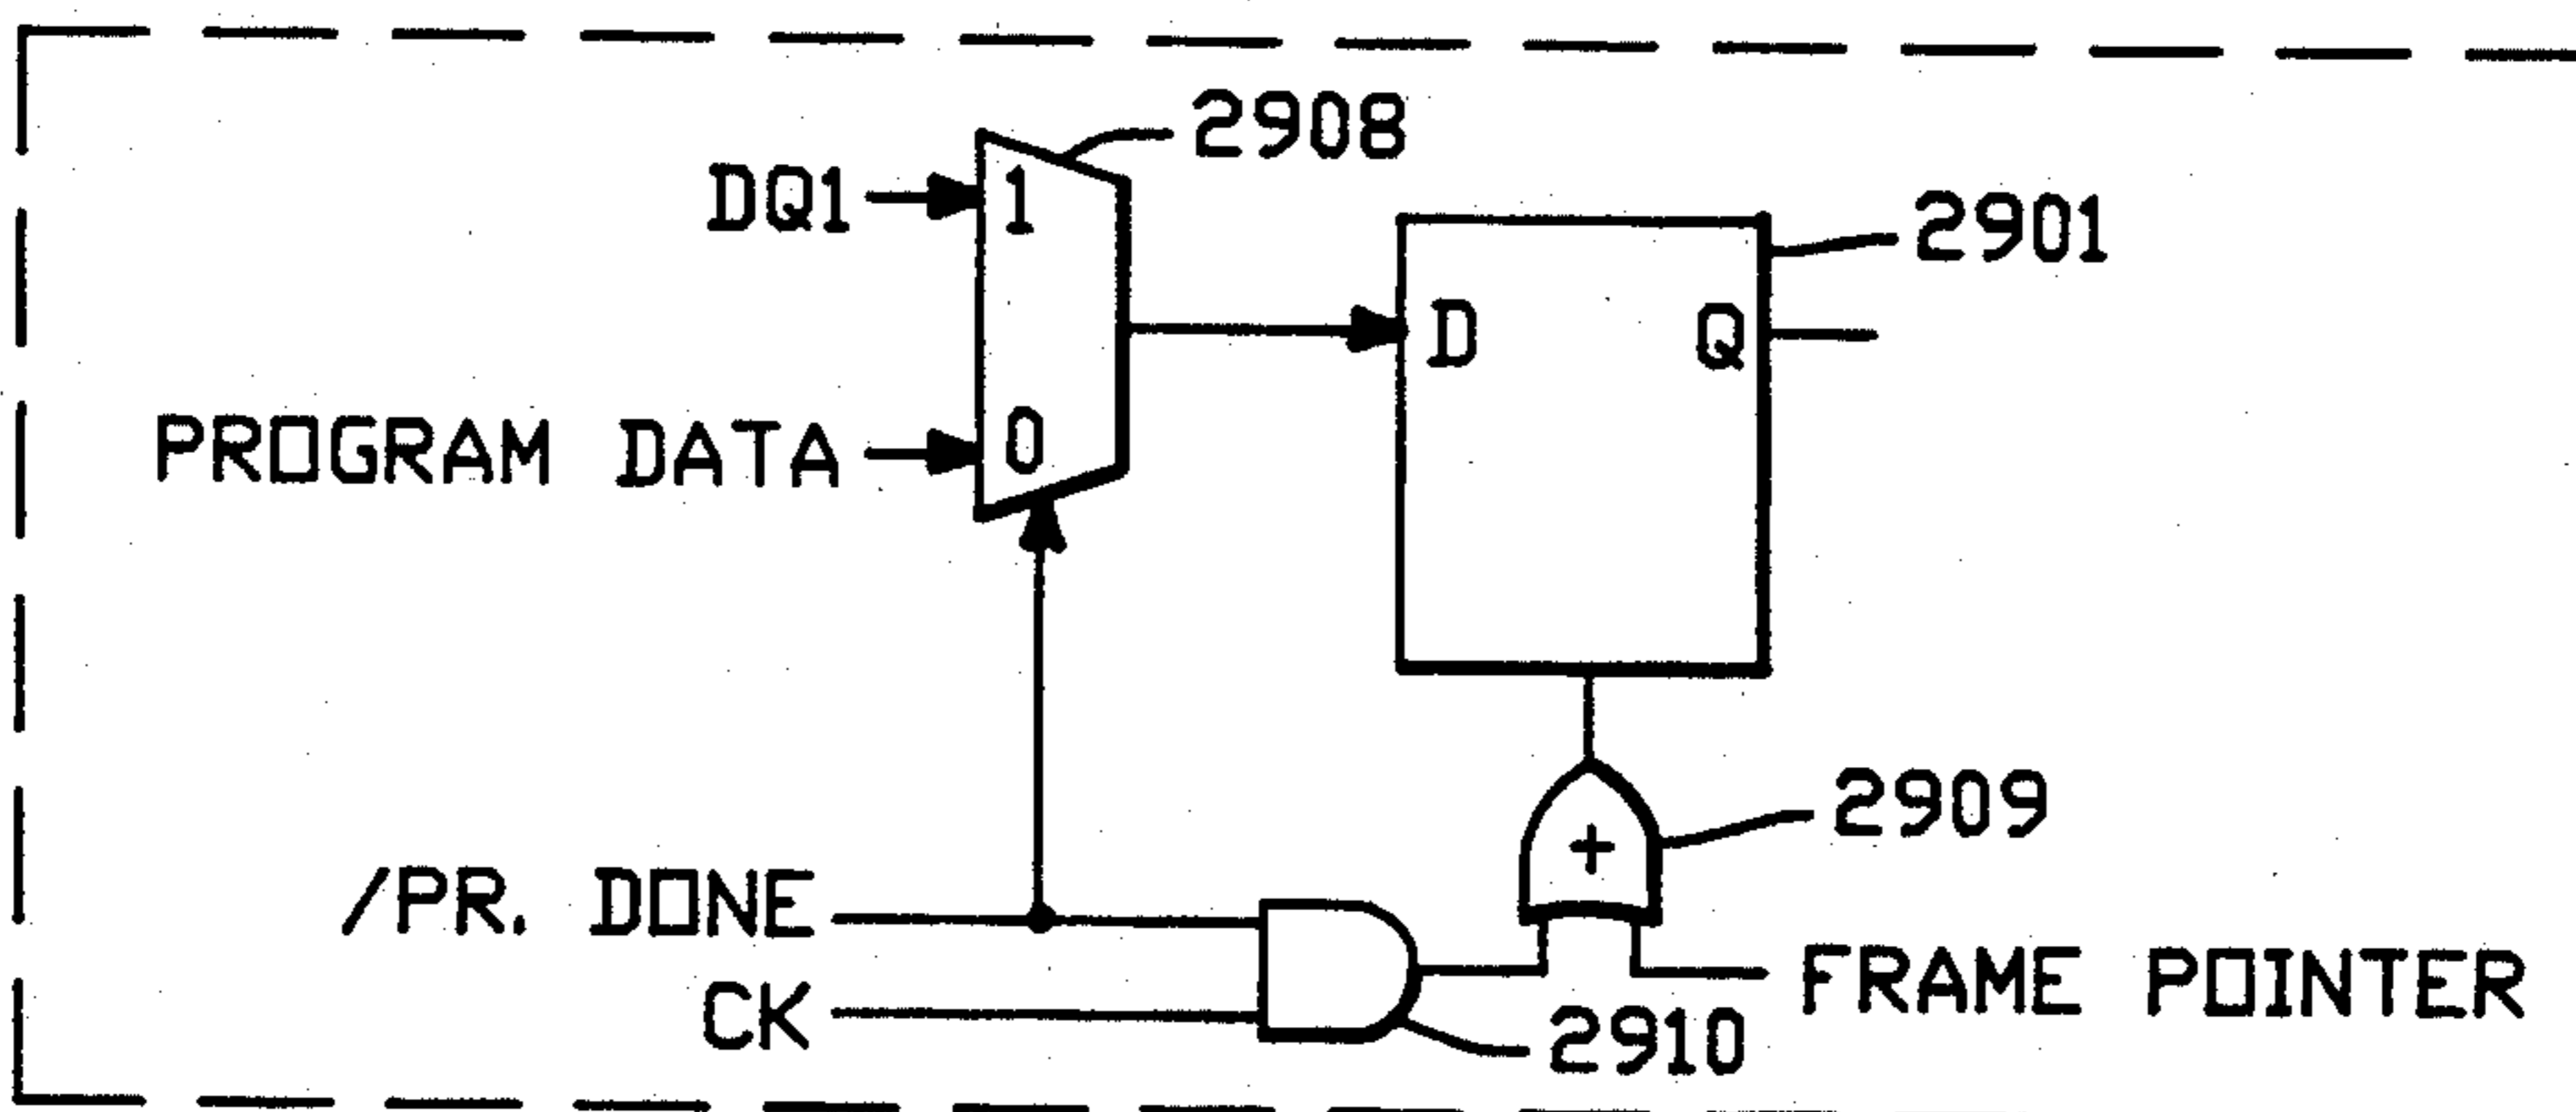 2908
DQ1
1
2901
D
Q
PROGRAM DATA
0
2909
+
/PR. DONE
FRAME POINTER
CK
2910